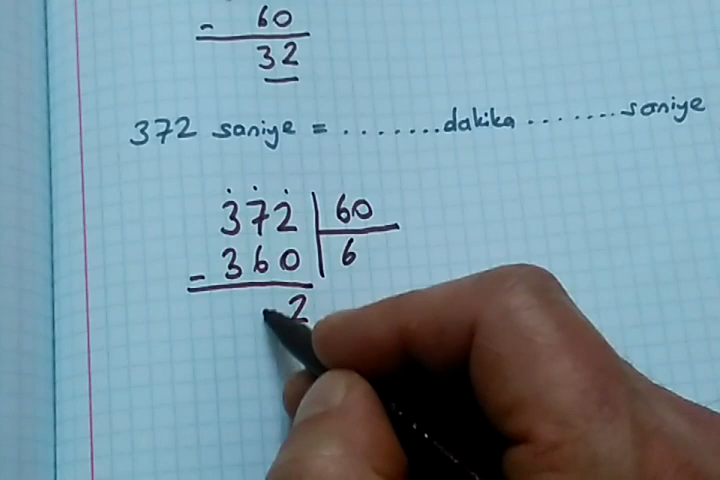 - 60
32
372 saniye = ........dakika ........saniye
372 60
- 360 6
2